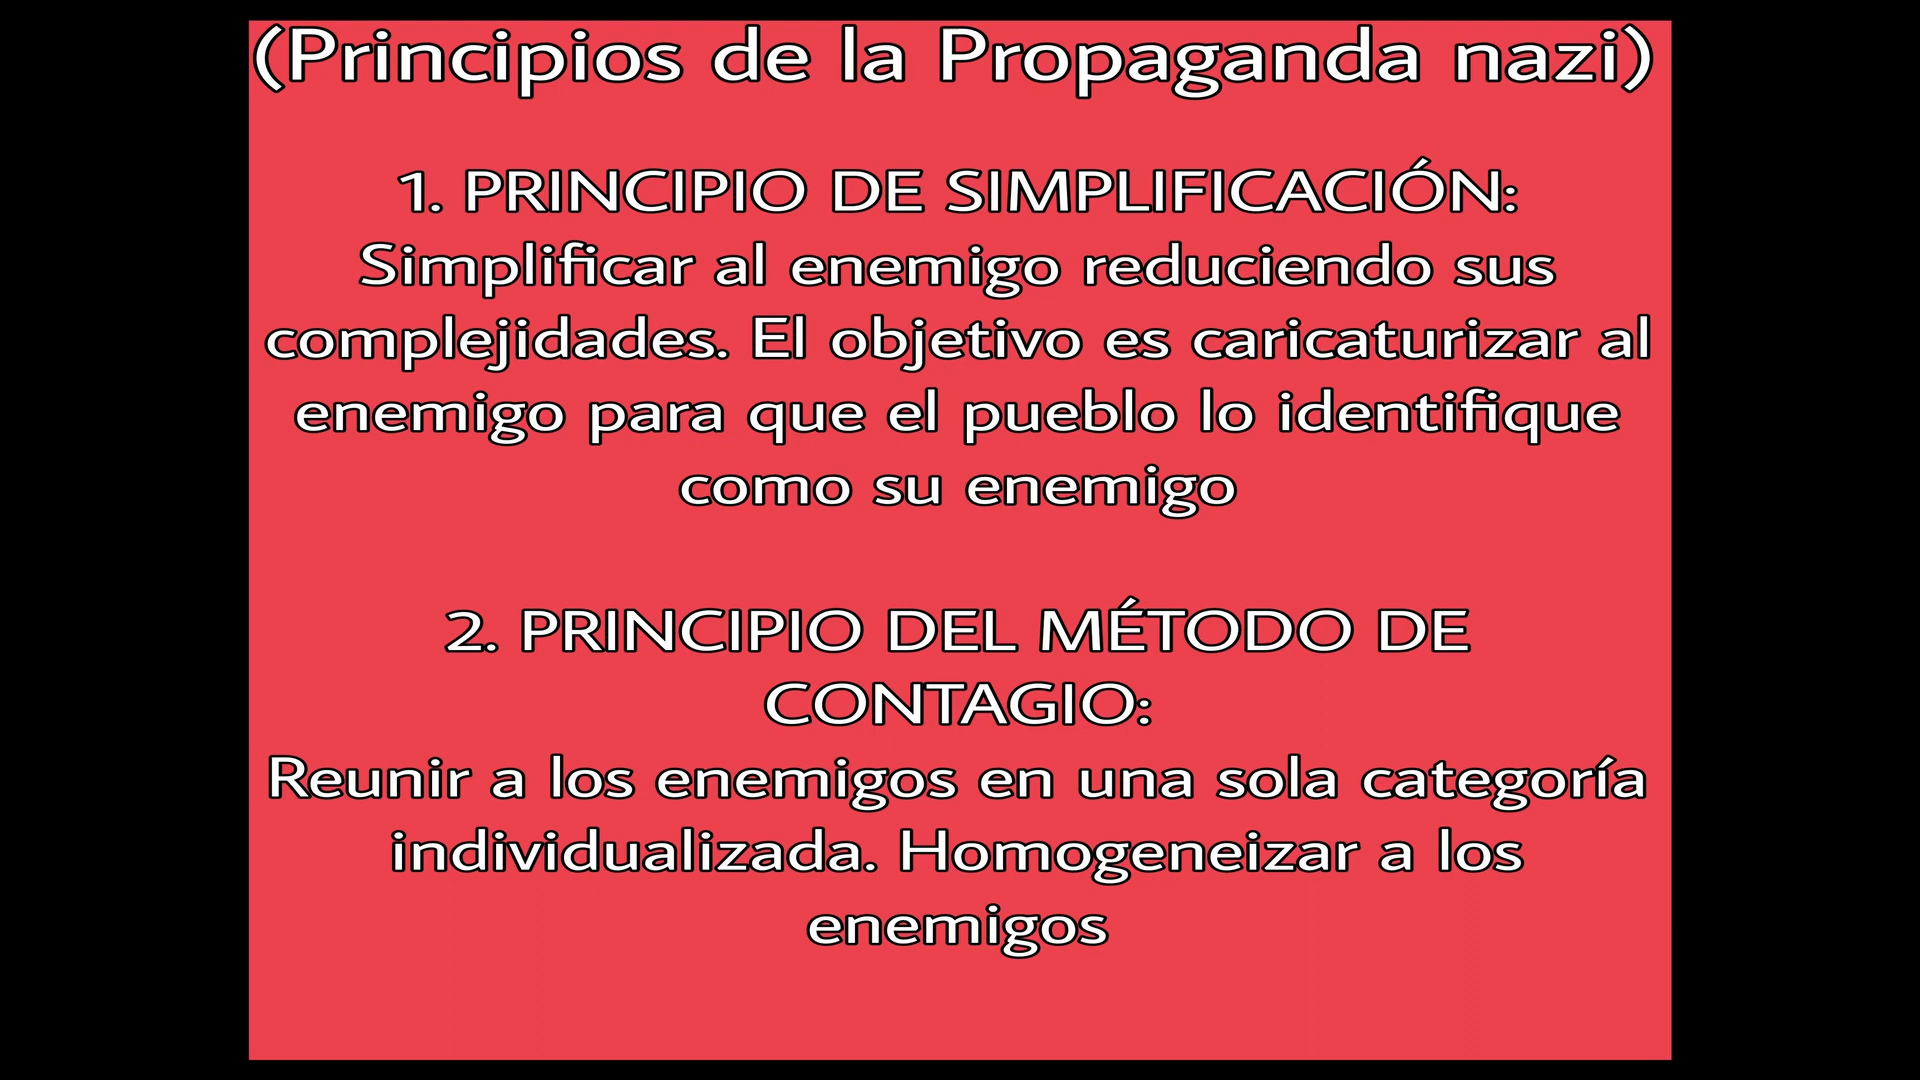 (Principios de la Propaganda nazi)
1. PRINCIPIO DE SIMPLIFICACIÓN:
Simplificar al enemigo reduciendo sus
complejidades. El objetivo es caricaturizar al
enemigo para que el pueblo lo identifique
como su enemigo
2. PRINCIPIO DEL MÉTODO DE
CONTAGIO:
Reunir a los enemigos en una sola categoría
individualizada. Homogeneizar a los
enemigos